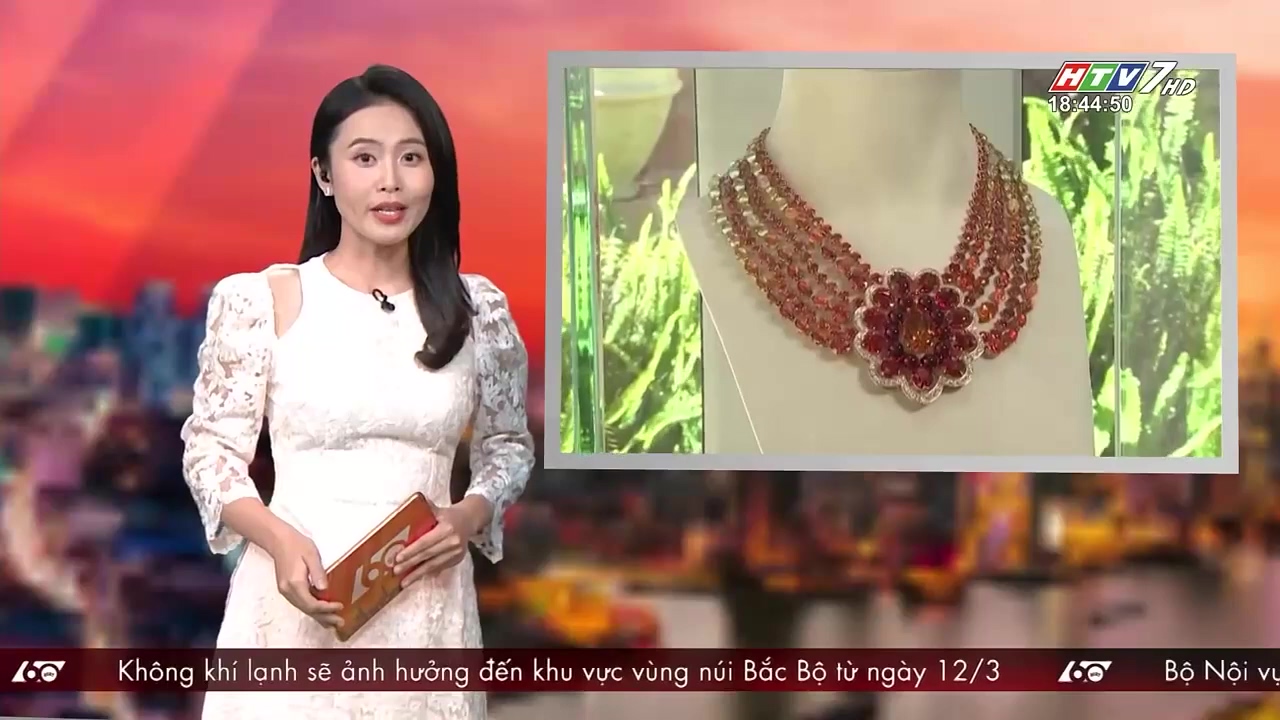 HTV7 HD
18:44:50
60
Không khí lạnh sẽ ảnh hưởng đến khu vực vùng núi Bắc Bộ từ ngày 12/3
Bộ Nội vụ